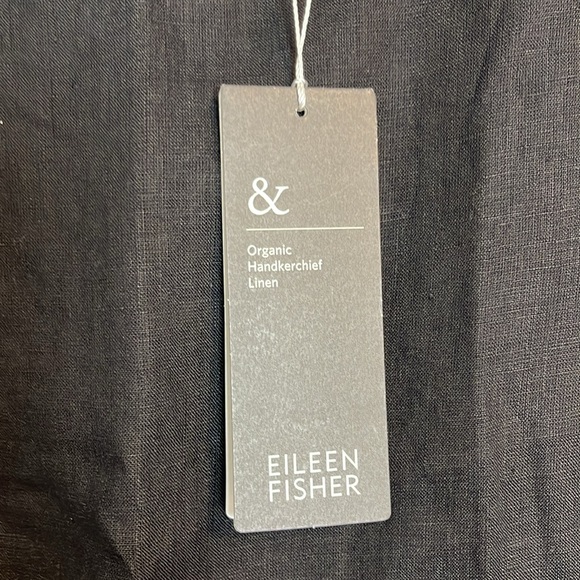 &
Organic
Handkerchief
Linen
EILEEN
FISHER